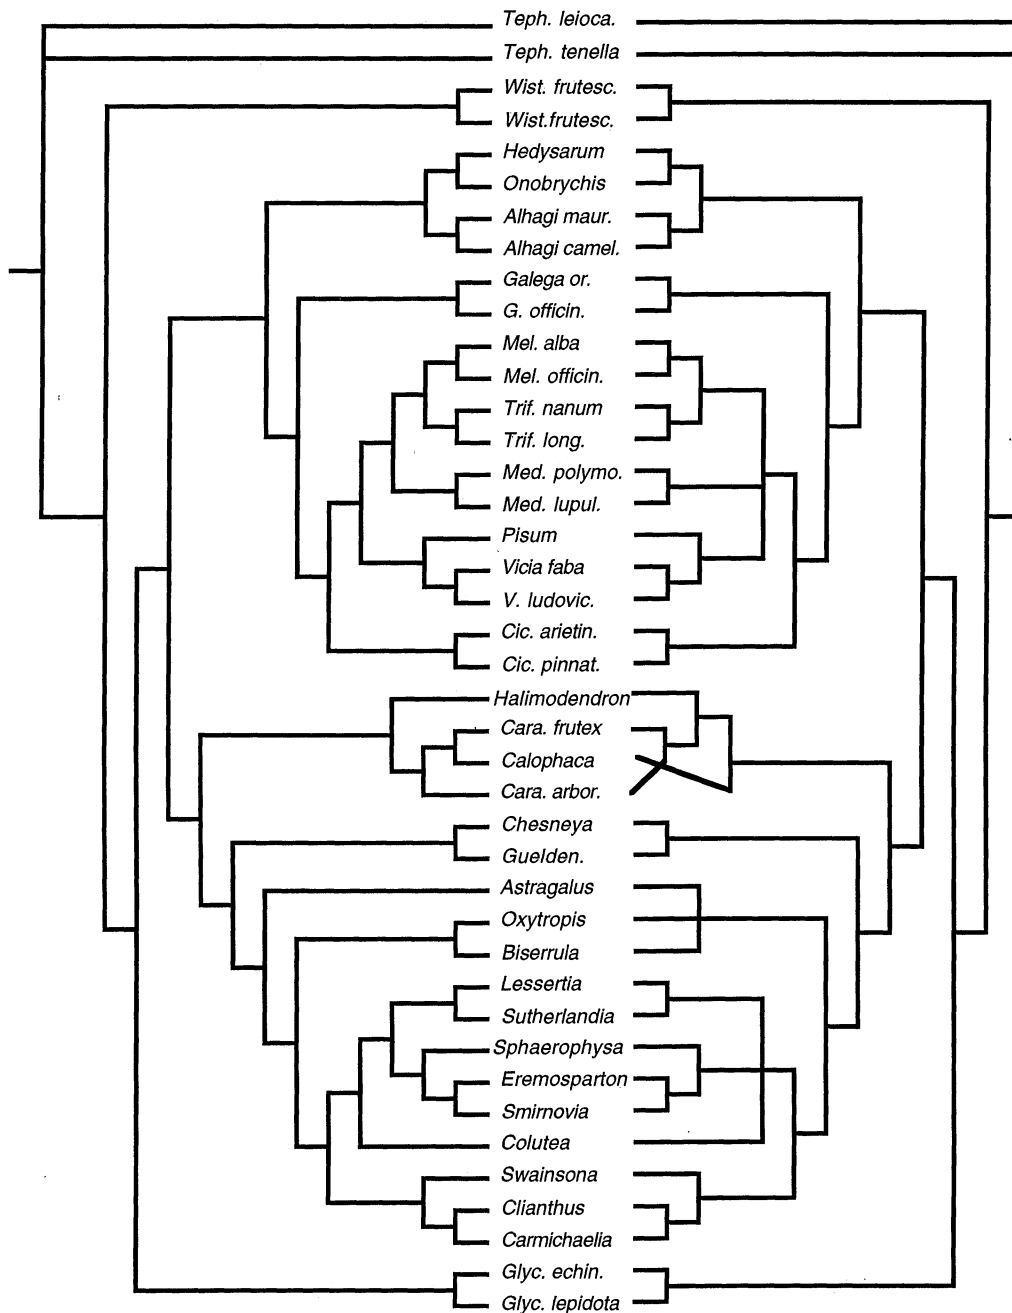 Teph. leioca.
Teph. tenella
Wist. frutesc.
Wist.frutesc.
Hedysarum
Onobrychis
Alhagi maur.
Alhagi camel.
Galega or.
G. officin.
Mel. alba
Mel. officin.
Trif. nanum
Trif. long.
Med. polymo.
Med. lupul.
Pisum
Vicia faba
V. ludovic.
Cic. arietin.
Cic. pinnat.
Halimodendron
Cara. frutex
Calophaca
Cara. arbor.
Chesneya
Guelden.
Astragalus
Oxytropis
Biserrula
Lessertia
Sutherlandia
Sphaerophysa
Eremosparton
Smirnovia
Colutea
Swainsona
Clianthus
Carmichaelia
Glyc. echin.
Glyc. lepidota